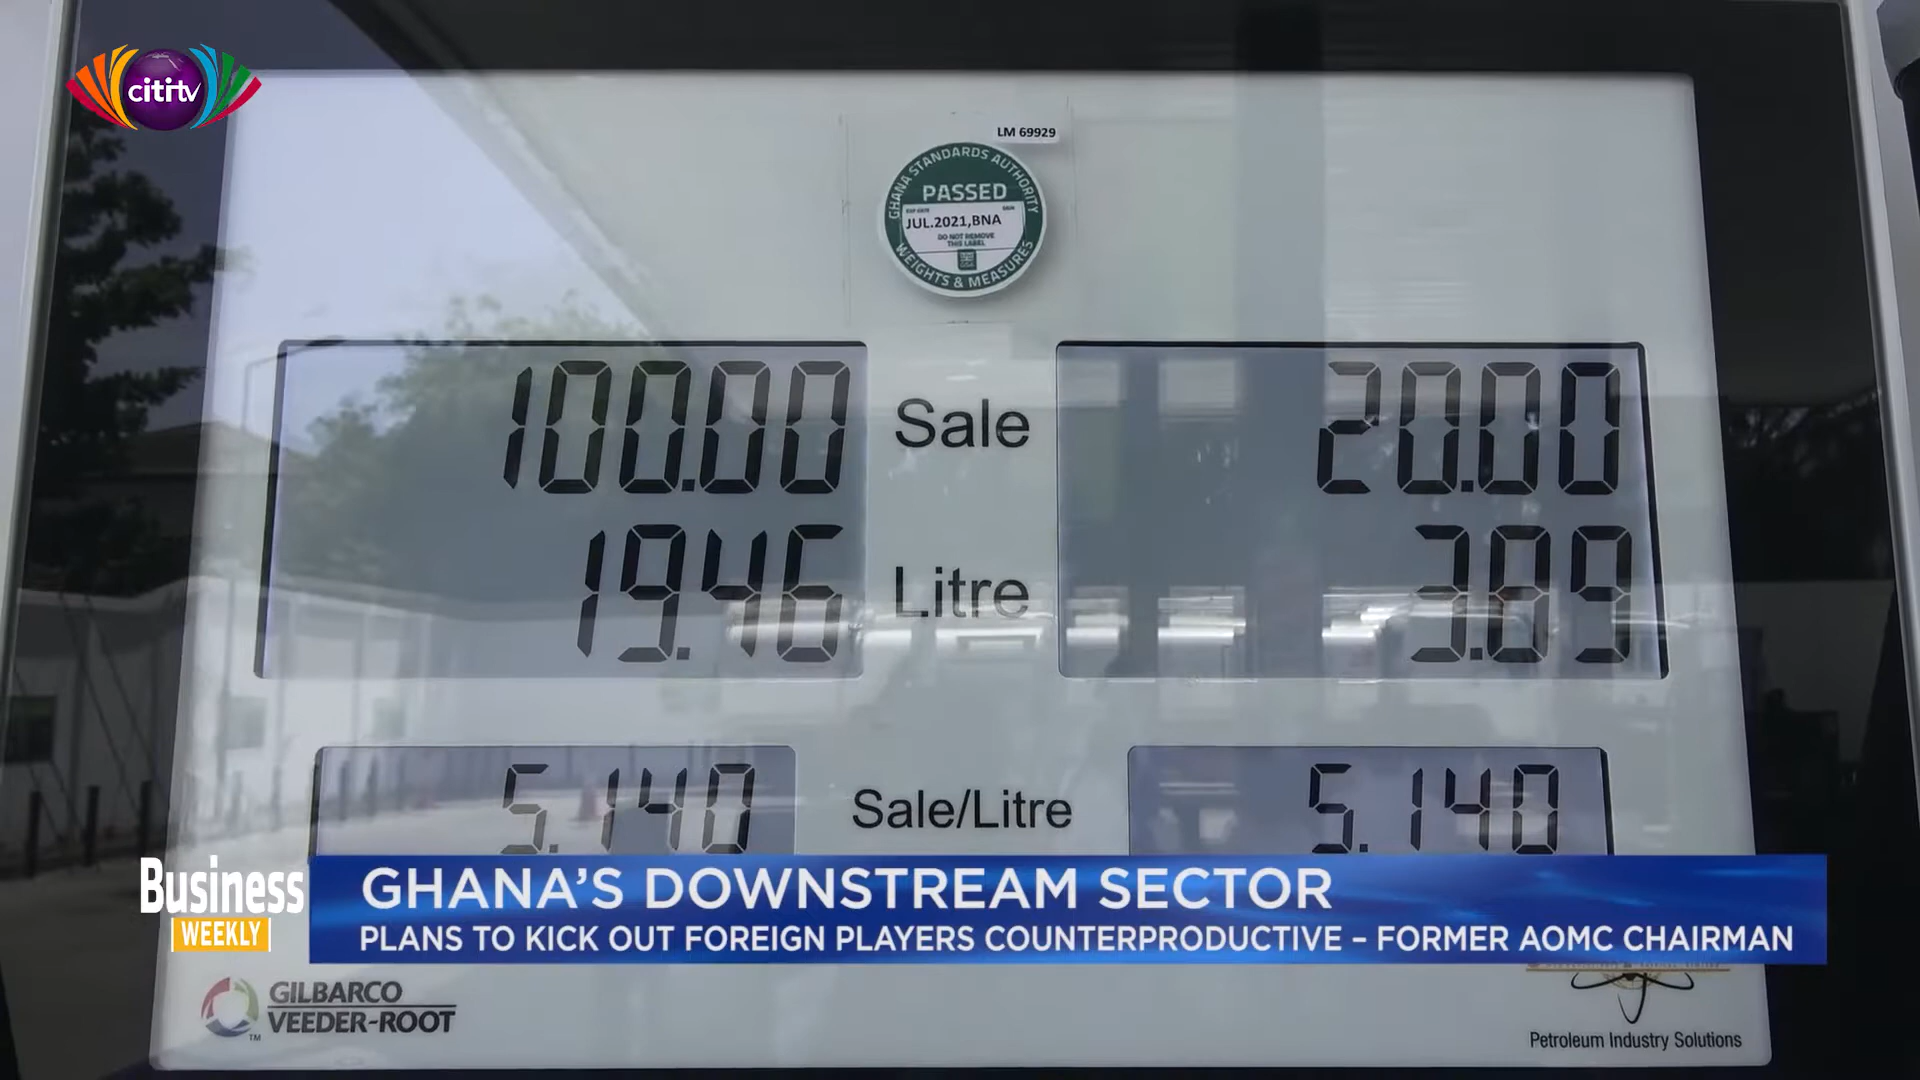 citi tv
LM 69929
GHANA STANDARDS AUTHORITY
PASSED
JUL.2021,BNA
DO NOT REMOVE
THIS LABEL
WEIGHTS & MEASURES
100.00 Sale 20.00
19.46 Litre 3.89
5.140 Sale/Litre 5.140
Business
WEEKLY
GHANA'S DOWNSTREAM SECTOR
PLANS TO KICK OUT FOREIGN PLAYERS COUNTERPRODUCTIVE – FORMER AOMC CHAIRMAN
GILBARCO
VEEDER-ROOT
TM
Petroleum Industry Solutions